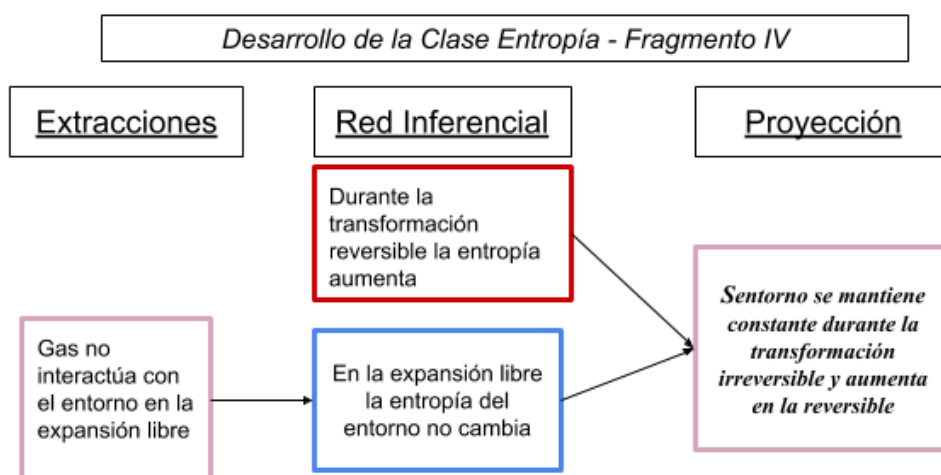 Desarrollo de la Clase Entropía - Fragmento IV
Extracciones
Red Inferencial
Proyección
Durante la
transformación
reversible la entropía
aumenta
Gas no
interactúa con
el entorno en la
expansión libre
En la expansión libre
la entropía del
entorno no cambia
Sentorno se mantiene
constante durante la
transformación
irreversible y aumenta
en la reversible